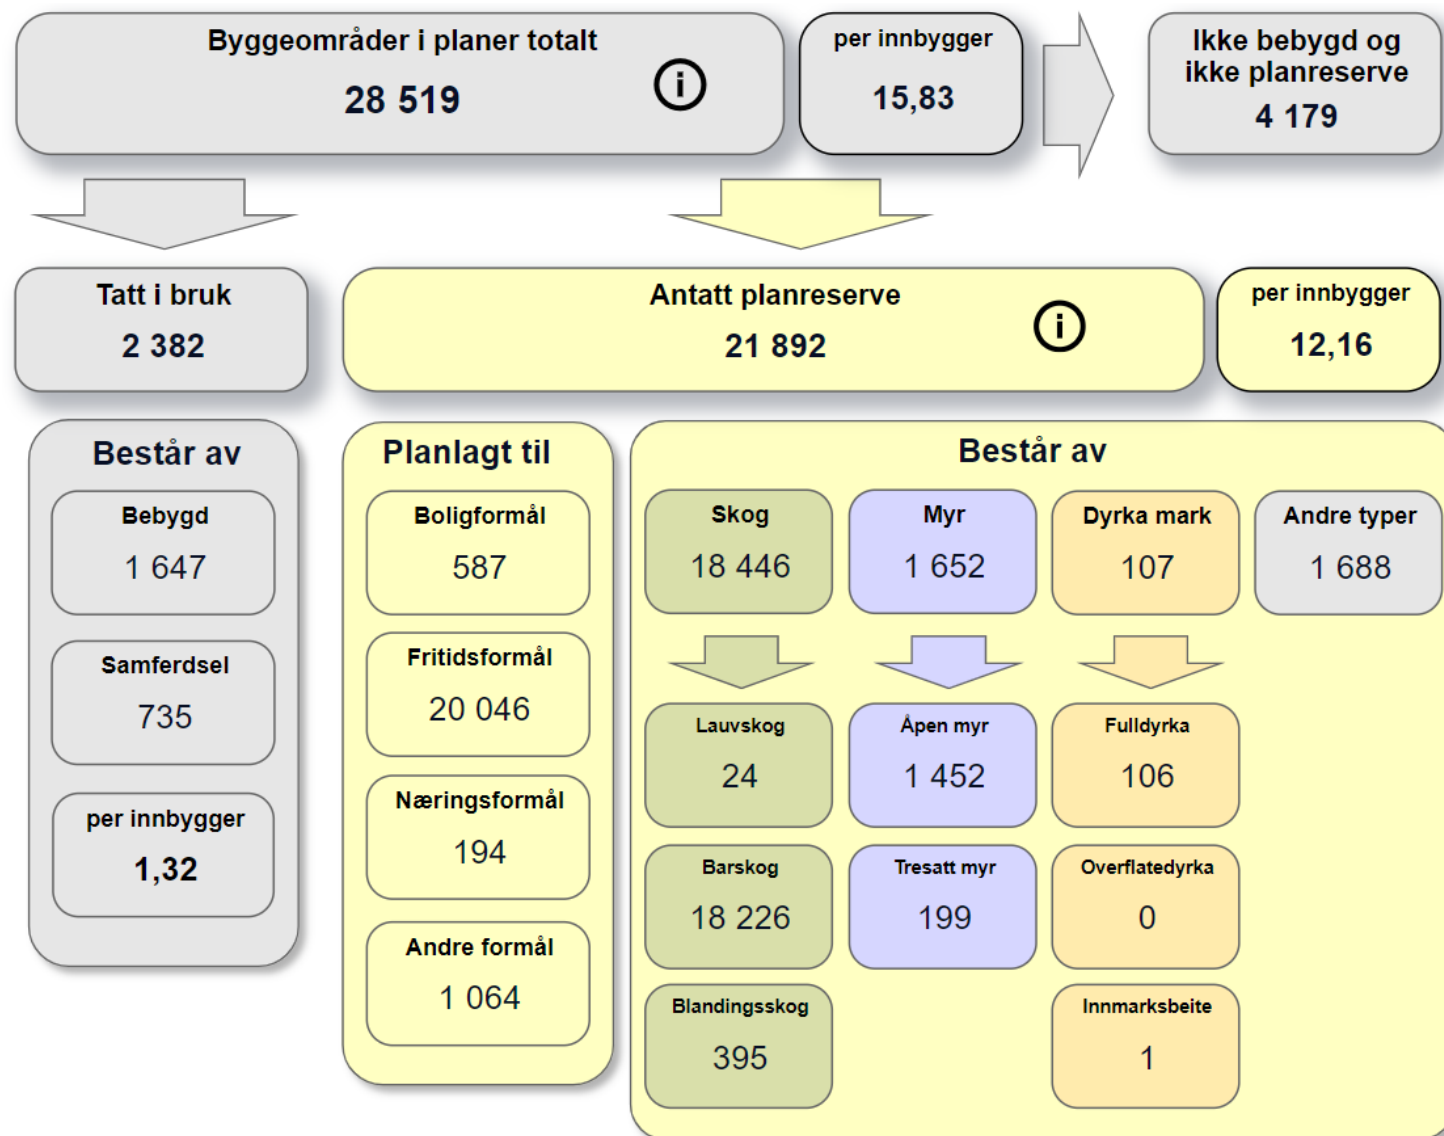 Byggeområder i planer totalt
28 519
i
per innbygger
15,83
Ikke bebygd og
ikke planreserve
4 179
Tatt i bruk
2 382
Antatt planreserve
21 892
i
per innbygger
12,16
Består av
Bebygd
1 647
Samferdsel
735
per innbygger
1,32
Planlagt til
Boligformål
587
Fritidsformål
20 046
Næringsformål
194
Andre formål
1 064
Består av
Skog
18 446
Myr
1 652
Dyrka mark
107
Andre typer
1 688
Lauvskog
24
Åpen myr
1 452
Fulldyrka
106
Barskog
18 226
Tresatt myr
199
Overflatedyrka
0
Blandingsskog
395
Innmarksbeite
1